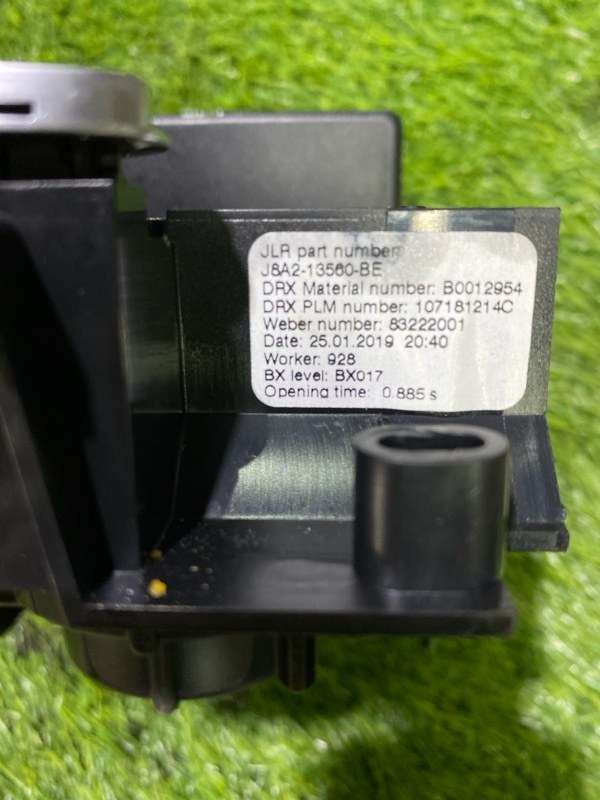 JLR part number
J8A2-13560-BE
DRX Material number: B0012954
DRX PLM number: 107181214C
Weber number: 83222001
Date: 25.01.2019 20:40
Worker: 928
BX level: BX017
Opening time: 0.885 s